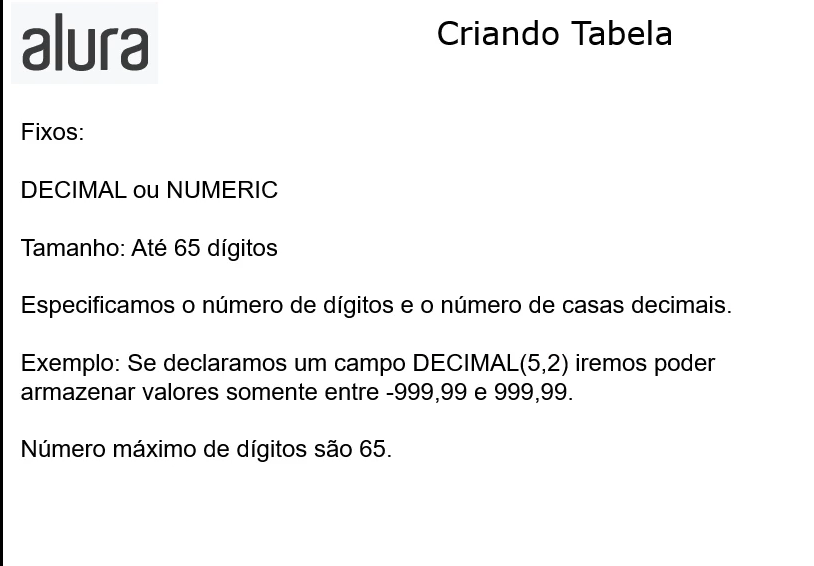 alura
Criando Tabela
Fixos:
DECIMAL ou NUMERIC
Tamanho: Até 65 dígitos
Especificamos o número de dígitos e o número de casas decimais.
Exemplo: Se declaramos um campo DECIMAL(5,2) iremos poder
armazenar valores somente entre -999,99 e 999,99.
Número máximo de dígitos são 65.